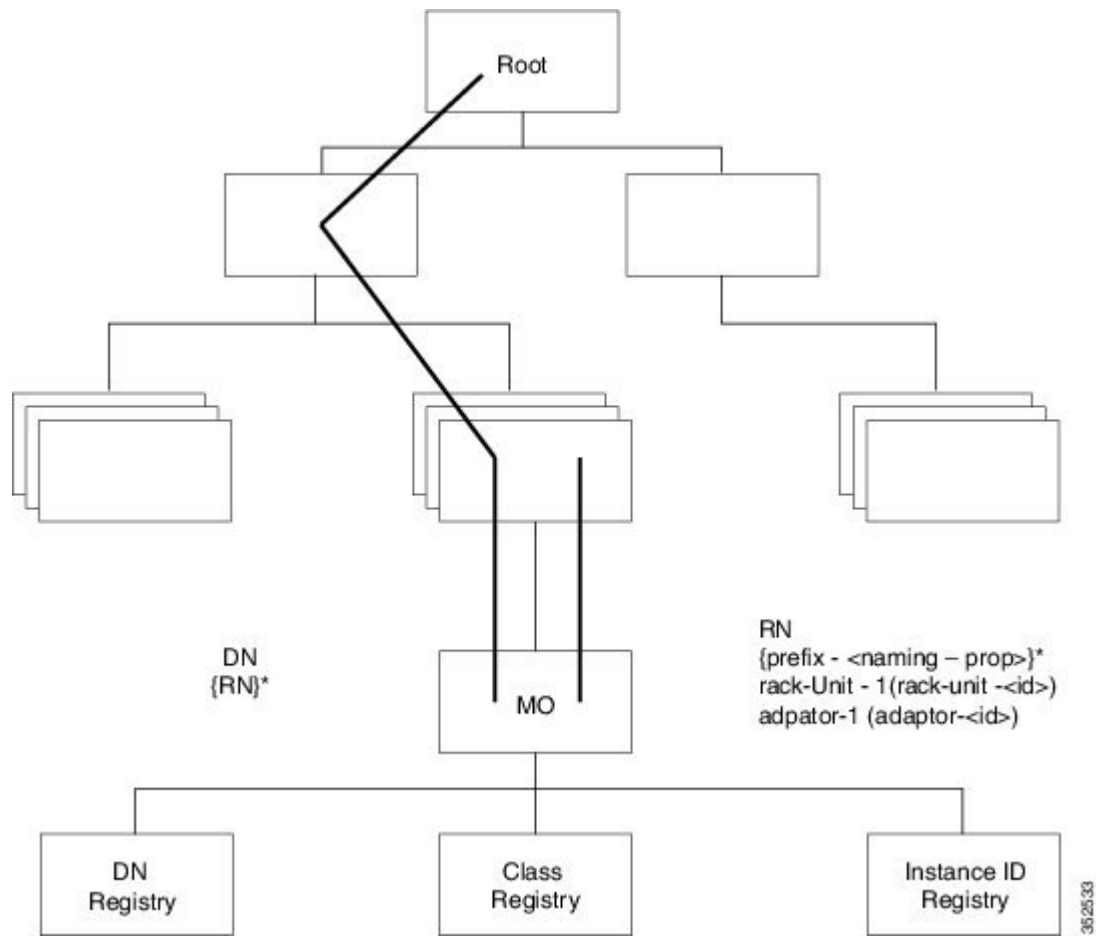 Root
DN
{RN}*
RN
{prefix - <naming – prop>}*
rack-Unit - 1(rack-unit -<id>)
adpator-1 (adaptor-<id>)
MO
DN
Registry
Class
Registry
Instance ID
Registry
352533